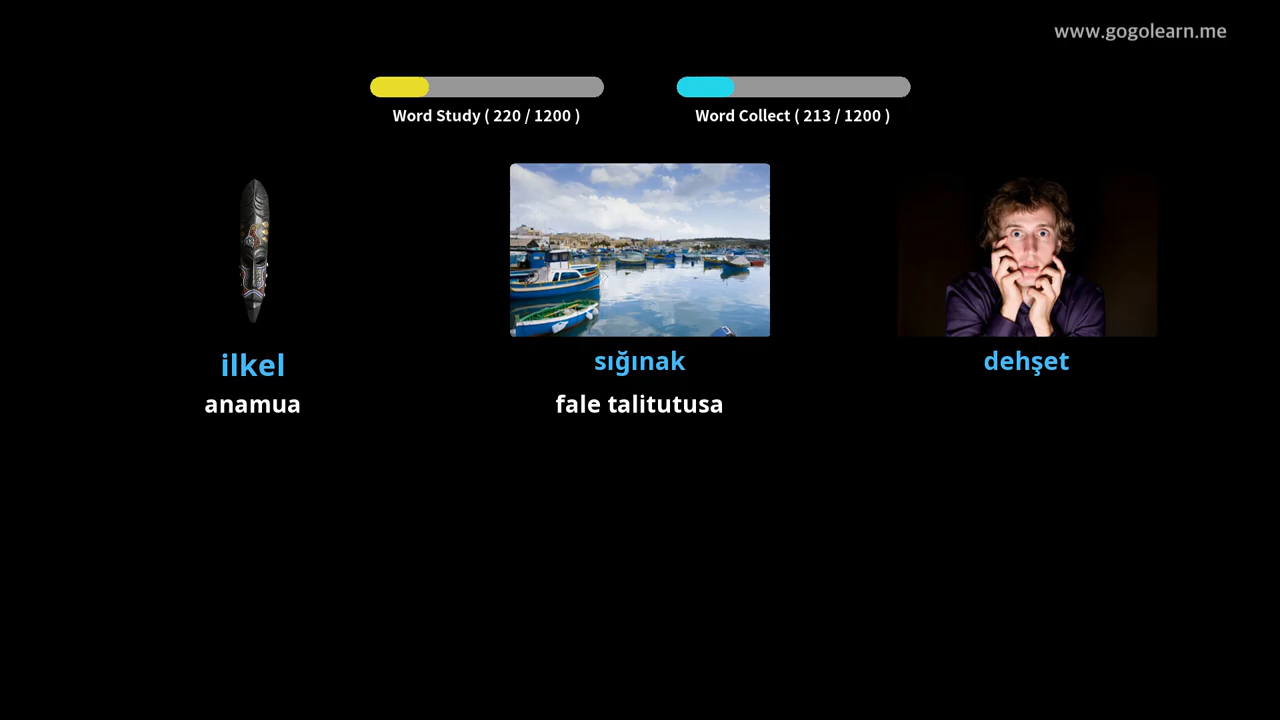 www.gogolearn.me
Word Study ( 220 / 1200 )
Word Collect ( 213 / 1200 )
ilkel
sığınak
dehşet
anamua
fale talitutusa